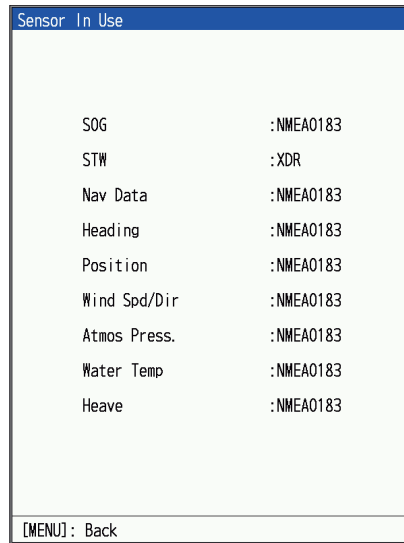 Sensor In Use
SOG :NMEA0183
STW :XDR
Nav Data :NMEA0183
Heading :NMEA0183
Position :NMEA0183
Wind Spd/Dir :NMEA0183
Atmos Press. :NMEA0183
Water Temp :NMEA0183
Heave :NMEA0183
[MENU]: Back